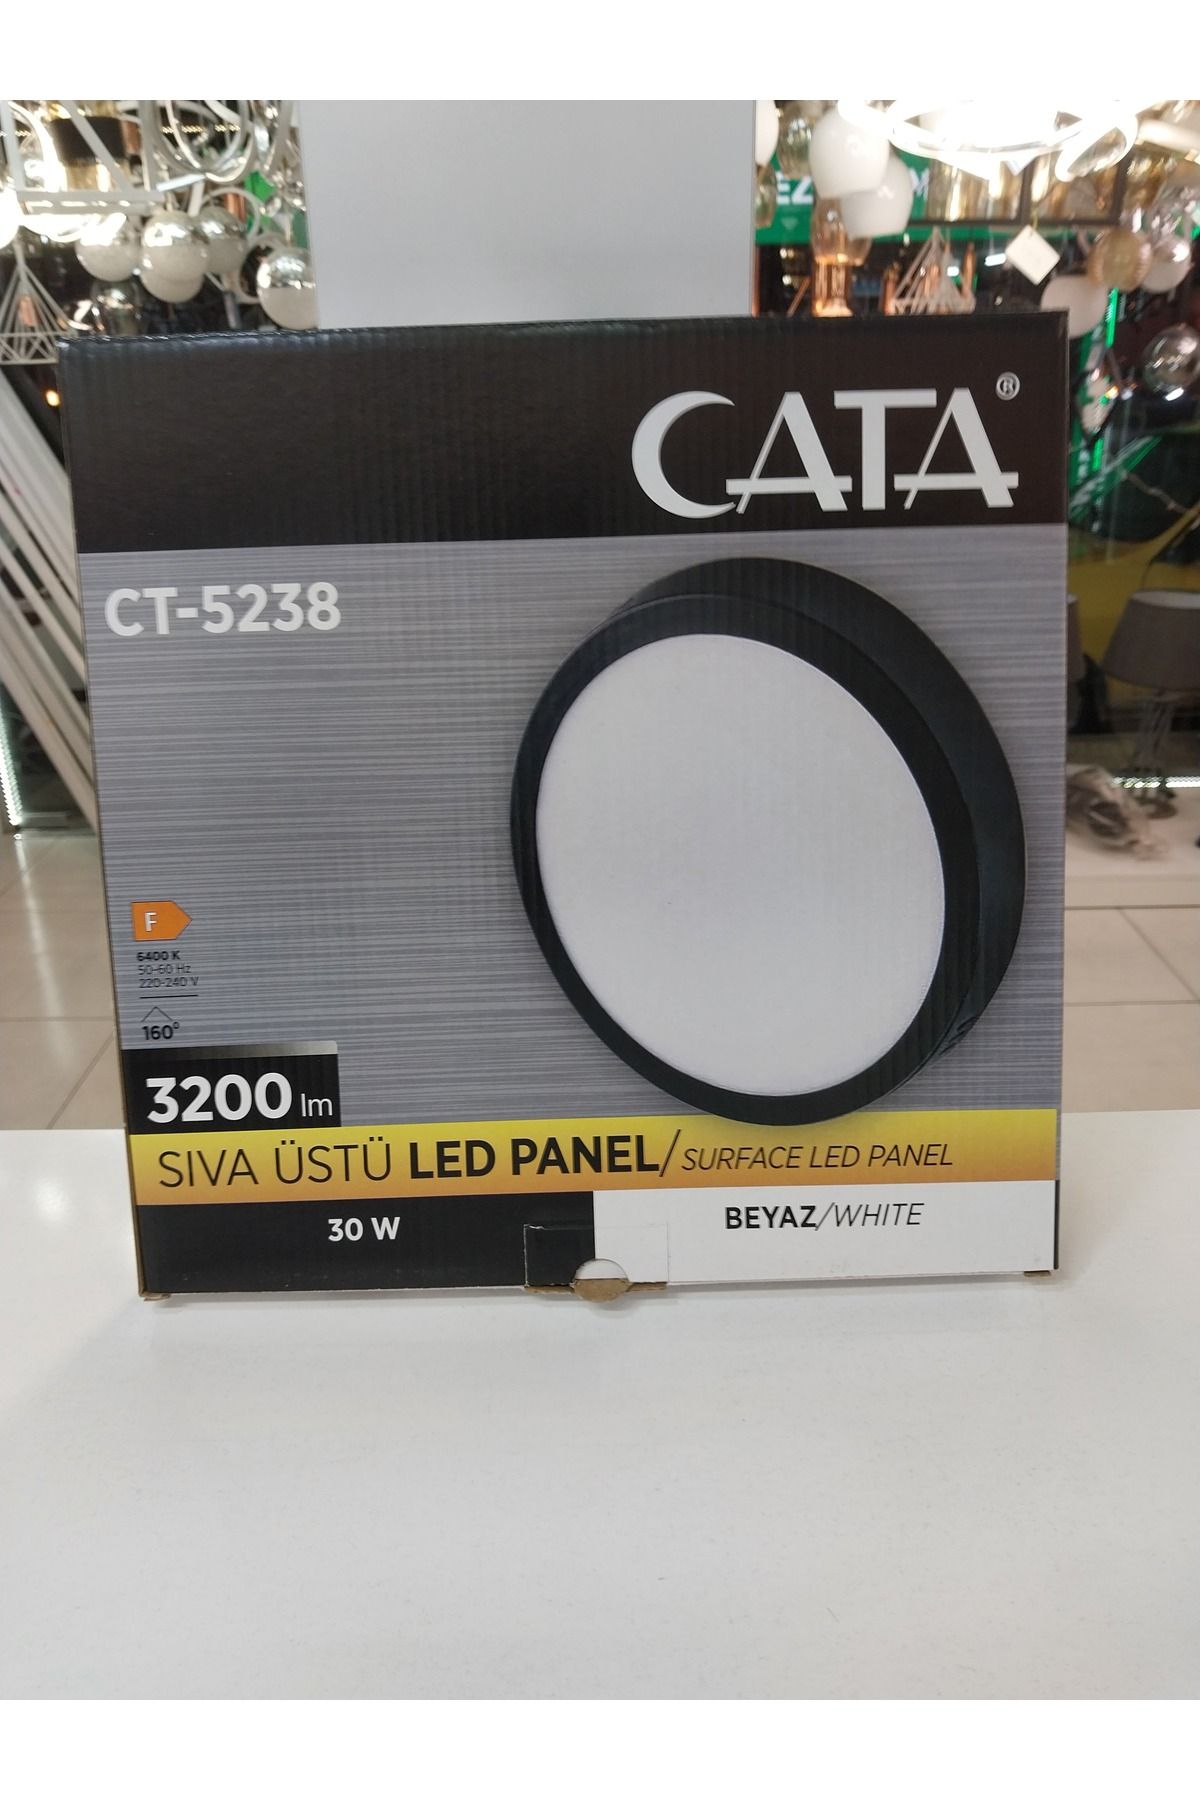 CATA®
CT-5238
F
6400 K
50-60 Hz
220-240 V
160°
3200 lm
SIVA ÜSTÜ LED PANEL/SURFACE LED PANEL
30 W
BEYAZ/WHITE